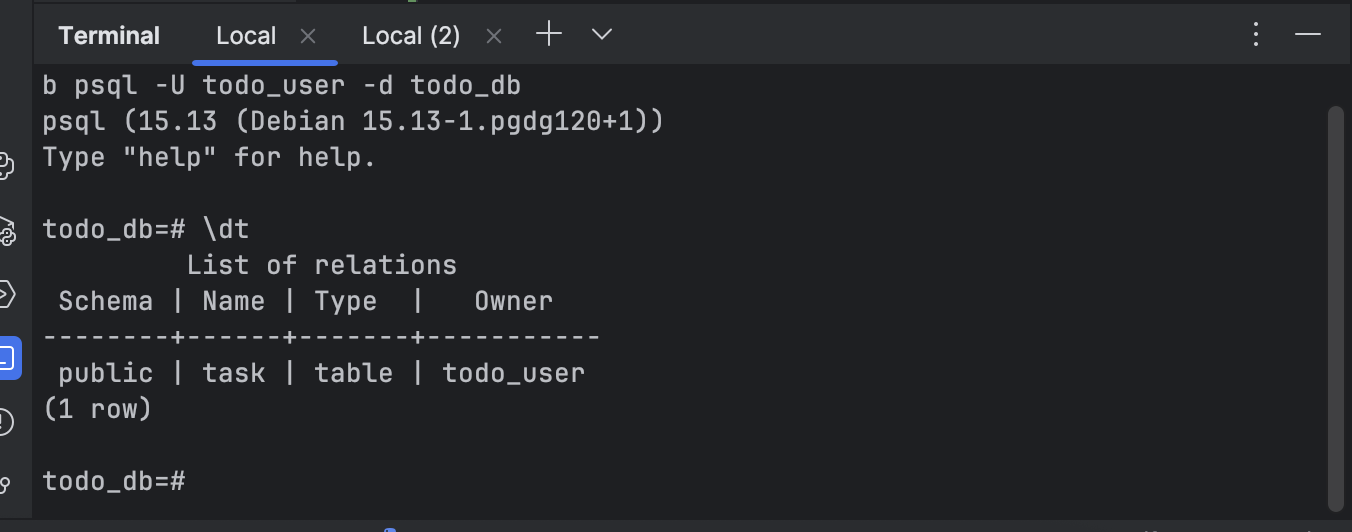 Terminal Local Local (2)
b psql -U todo_user -d todo_db
psql (15.13 (Debian 15.13-1.pgdg120+1))
Type "help" for help.
todo_db=# \dt
List of relations
Schema | Name | Type  |   Owner
--------+------+-------+-----------
public | task | table | todo_user
(1 row)
todo_db=#